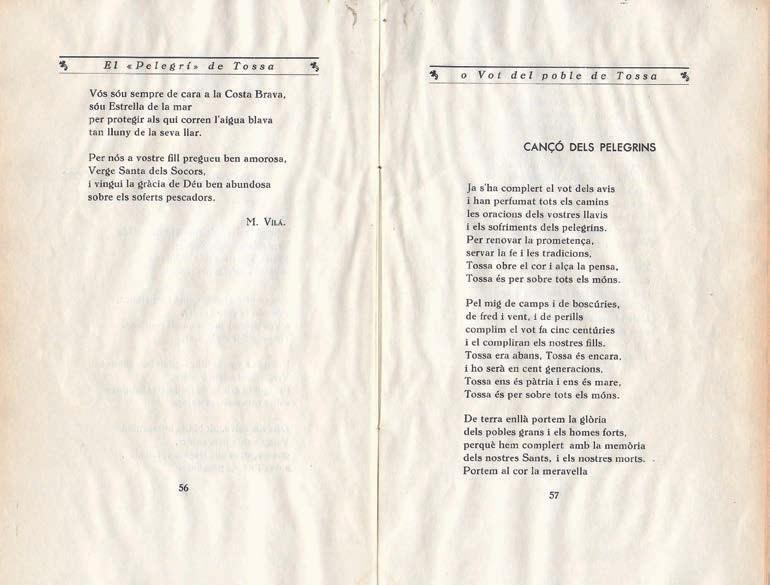 El «Pelegrí» de Tossa
Vós sóu sempre de cara a la Costa Brava,
sóu Estrella de la mar
per protegir als qui corren l'aigua blava
tan lluny de la seva llar.
Per nós a vostre fill pregueu ben amorosa,
Verge Santa dels Socors,
i vingui la gràcia de Déu ben abundosa
sobre els soferts pescadors.
M. Vilá.
56
o Vot del poble de Tossa
CANÇÓ DELS PELEGRINS
Ja s'ha complert el vot dels avis
i han perfumat tots els camins
les oracions dels vostres llavis
i els sofriments dels pelegrins.
Per renovar la prometença,
servar la fe i les tradicions,
Tossa obre el cor i alça la pensa,
Tossa és per sobre tots els móns.
Pel mig de camps i de boscúries,
de fred i vent, i de perills
complim el vot fa cinc centúries
i el compliran els nostres fills.
Tossa era abans, Tossa és encara,
i ho serà en cent generacions,
Tossa ens és pàtria i ens és mare,
Tossa és per sobre tots els móns.
De terra enllà portem la glòria
dels pobles grans i els homes forts,
perquè hem complert amb la memòria
dels nostres Sants, i els nostres morts.
Portem al cor la meravella
57